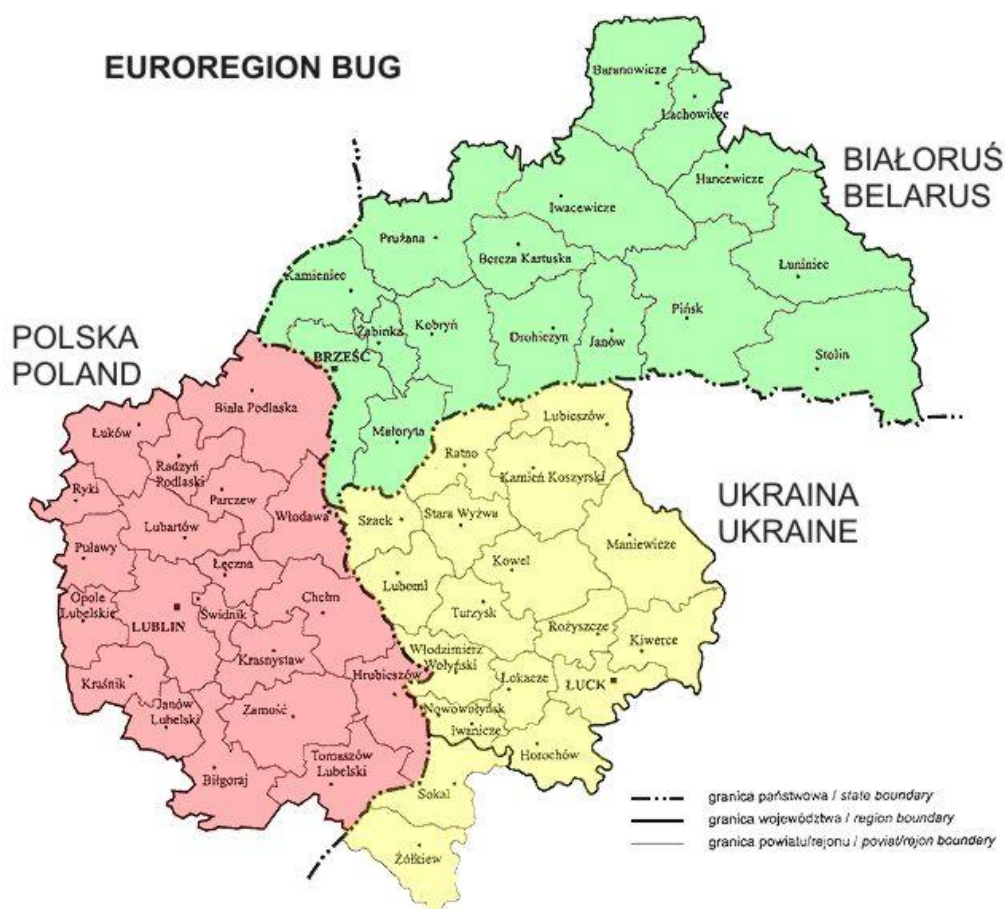 EUROREGION BUG
Baranowicze
Łachowicze
BIAŁORUŚ
BELARUS
Hancewicze
Iwacewicze
Prużana
Bereza Kartuska
Łuniniec
Kamieniec
Pińsk
Żabinka
Kobryń
Drohiczyn
Janów
Stolin
BRZEŚĆ
POLSKA
POLAND
Biała Podlaska
Małoryta
Lubieszów
Łuków
Radzyń
Podlaski
Ratno
Kamień Koszyrski
Ryki
Parczew
Włodawa
Szack
Stara Wyżwa
UKRAINA
UKRAINE
Lubartów
Maniewicze
Puławy
Łęczna
Luboml
Kowel
Opole
Lubelskie
Świdnik
Chełm
Turzysk
LUBLIN
Rożyszcze
Kiwerce
Krasnystaw
Włodzimierz
Wołyński
Hrubieszów
Kraśnik
Łokacze
ŁUCK
Janów
Lubelski
Zamość
Nowowołyńsk
Iwanicze
Horochów
Tomaszów
Lubelski
Biłgoraj
Sokal
Żółkiew
granica państwowa / state boundary
granica województwa / region boundary
granica powiatu/rejonu / poviat/rejon boundary